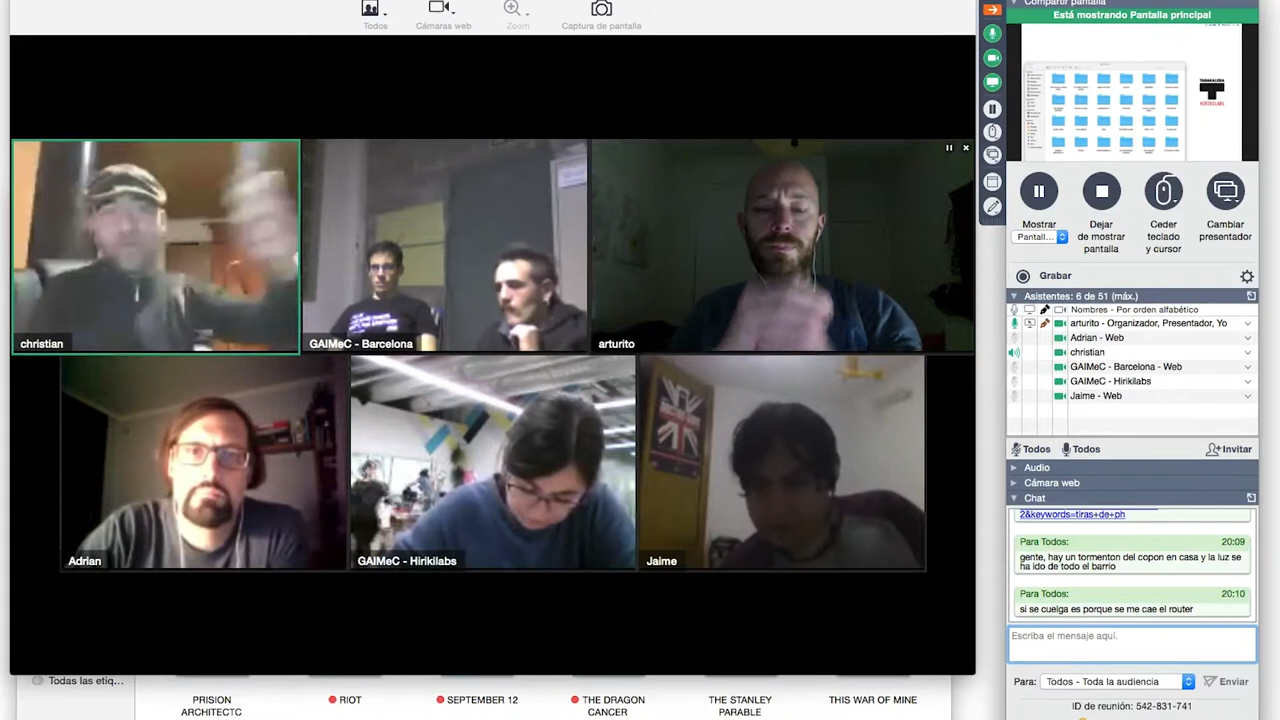 Todos
Cámaras web
Zoom
Captura de pantalla
christian
GAIMeC - Barcelona
arturito
Adrian
GAIMeC - Hirikilabs
Jaime
Todas las etiq...
PRISION
ARCHITECTC
RIOT
SEPTEMBER 12
THE DRAGON
CANCER
THE STANLEY
PARABLE
THIS WAR OF MINE
Compartir pantalla
Está mostrando Pantalla principal
TABAKALERA
HIRIKILABS
Mostrar
Pantall...
Dejar
de mostrar
pantalla
Ceder
teclado
y cursor
Cambiar
presentador
Grabar
Asistentes: 6 de 51 (máx.)
Nombres - Por orden alfabético
arturito - Organizador, Presentador, Yo
Adrian - Web
christian
GAIMeC - Barcelona - Web
GAIMeC - Hirikilabs
Jaime - Web
Todos
Todos
Invitar
Audio
Cámara web
Chat
2&keywords=tiras+de+ph
Para Todos: 20:09
gente, hay un tormenton del copon en casa y la luz se
ha ido de todo el barrio
Para Todos: 20:10
si se cuelga es porque se me cae el router
Escriba el mensaje aquí.
Para: Todos - Toda la audiencia
Enviar
ID de reunión: 542-831-741